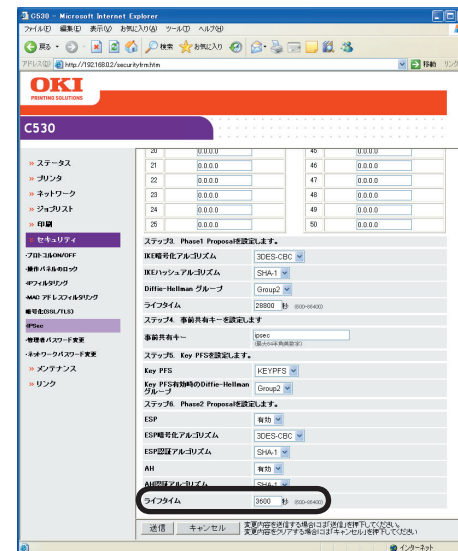 C530 - Microsoft Internet Explorer
ファイル(F) 編集(E) 表示(V) お気に入り(A) ツール(T) ヘルプ(H)
戻る 検索 お気に入り
アドレス(D) http://192.168.0.2/securityfrm.htm 移動 リンク
OKI
PRINTING SOLUTIONS
C530
ステータス
プリンタ
ネットワーク
ジョブリスト
印刷
セキュリティ
・プロトコルON/OFF
・操作パネルのロック
・IPフィルタリング
・MAC アドレスフィルタリング
・暗号化(SSL/TLS)
・IPSec
・管理者パスワード変更
・ネットワークパスワード変更
メンテナンス
リンク
20 0.0.0.0 45 0.0.0.0
21 0.0.0.0 46 0.0.0.0
22 0.0.0.0 47 0.0.0.0
23 0.0.0.0 48 0.0.0.0
24 0.0.0.0 49 0.0.0.0
25 0.0.0.0 50 0.0.0.0
ステップ3. Phase1 Proposalを設定します。
IKE暗号化アルゴリズム 3DES-CBC
IKEハッシュアルゴリズム SHA-1
Diffie-Hellman グループ Group2
ライフタイム 28800 秒 (600-86400)
ステップ4. 事前共有キーを設定します
事前共有キー ipsec
(最大64半角英数字)
ステップ5. Key PFSを設定します。
Key PFS KEYPFS
Key PFS有効時のDiffie-Hellman グループ Group2
ステップ6. Phase2 Proposalを設定します。
ESP 有効
ESP暗号化アルゴリズム 3DES-CBC
ESP認証アルゴリズム SHA-1
AH 有効
AH認証アルゴリズム SHA-1
ライフタイム 3600 秒 (600-86400)
送信 キャンセル 変更内容を送信する場合には「送信」を押下してください。
変更内容をクリアする場合には「キャンセル」を押下してください。
インターネット